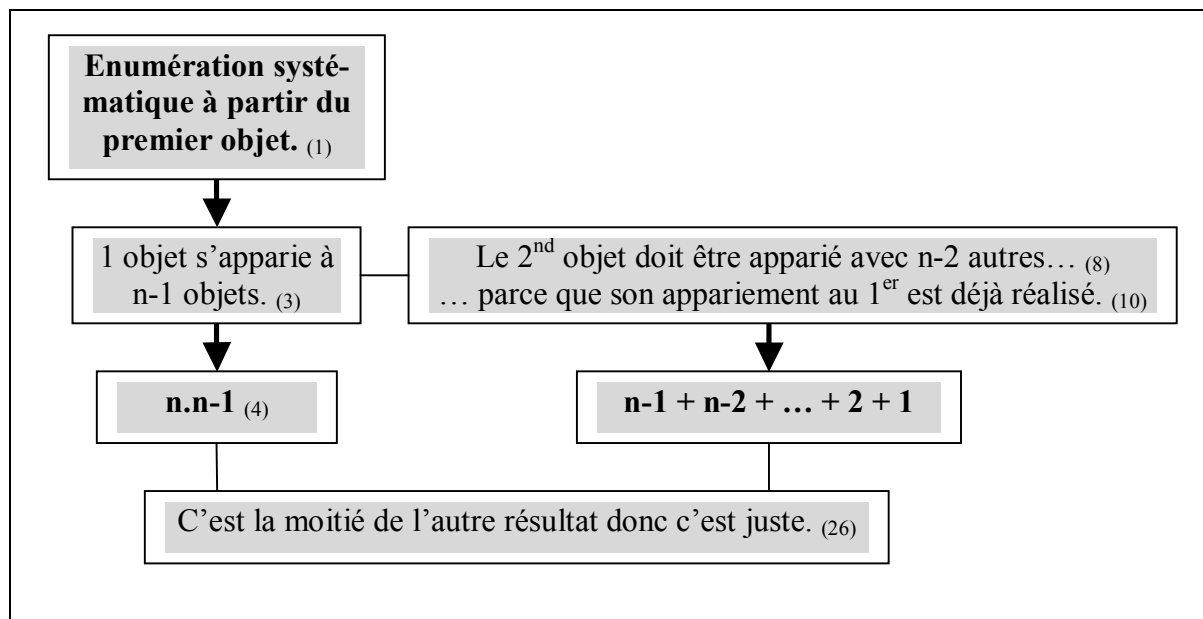 Enumération systé-
matique à partir du
premier objet. (1)
1 objet s’apparie à
n-1 objets. (3)
Le 2nd objet doit être apparié avec n-2 autres… (8)
… parce que son appariement au 1er est déjà réalisé. (10)
n.n-1 (4)
n-1 + n-2 + … + 2 + 1
C’est la moitié de l’autre résultat donc c’est juste. (26)